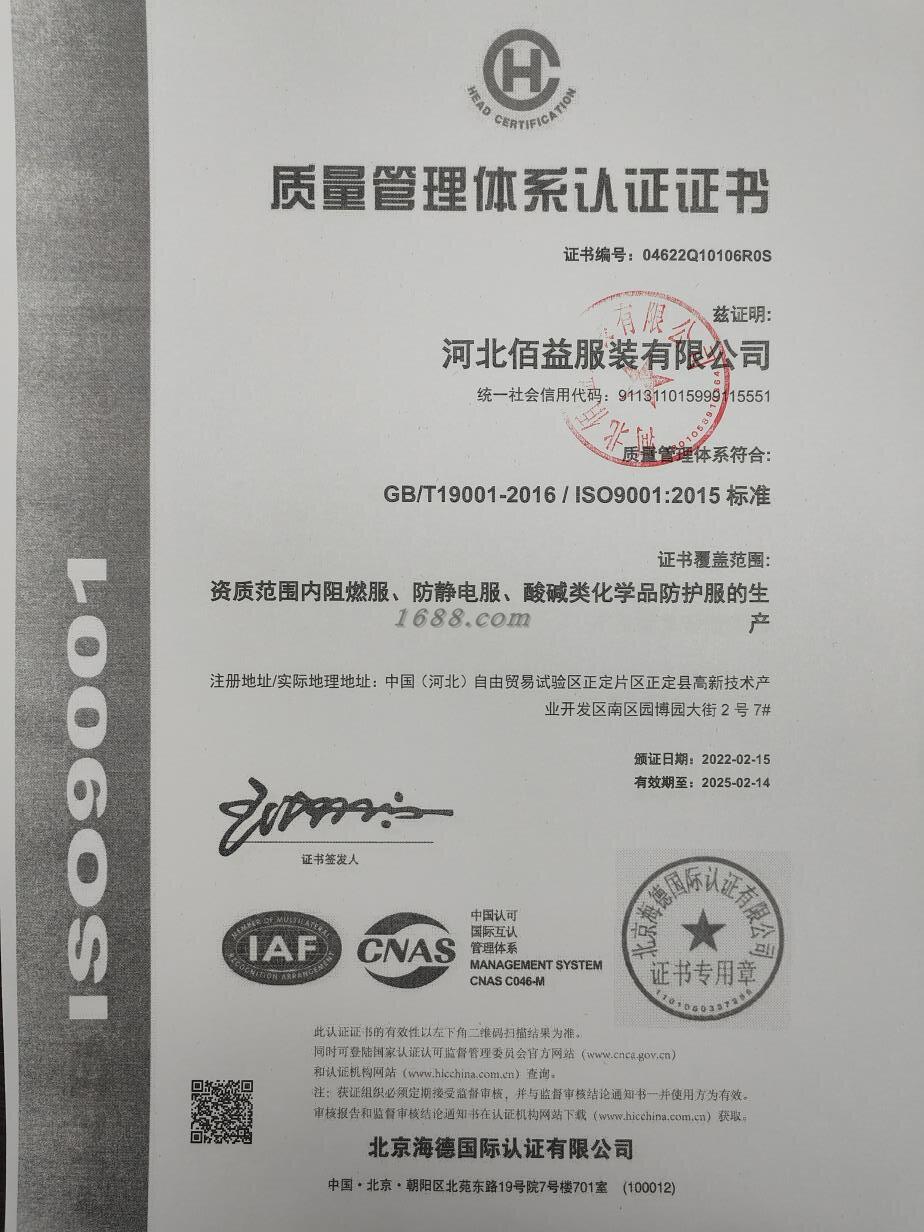 HC
HEAD CERTIFICATION
质量管理体系认证证书
证书编号：04622Q10106R0S
兹证明:
河北佰益服装有限公司
统一社会信用代码：911311015999115551
质量管理体系符合:
GB/T19001-2016 / ISO9001:2015 标准
证书覆盖范围:
资质范围内阻燃服、防静电服、酸碱类化学品防护服的生
产
1688.com
注册地址/实际地理地址：中国（河北）自由贸易试验区正定片区正定县高新技术产
业开发区南区园博园大街 2 号 7#
颁证日期：2022-02-15
有效期至：2025-02-14
证书签发人
ISO9001
MEMBER OF MULTILATERAL
IAF
RECOGNITION ARRANGEMENT
CNAS
中国认可
国际互认
管理体系
MANAGEMENT SYSTEM
CNAS C046-M
北京海德国际认证有限公司
证书专用章
此认证证书的有效性以左下角二维码扫描结果为准。
同时可登陆国家认证认可监督管理委员会官方网站（www.cnca.gov.cn）
和认证机构网站（www.hicchina.com.cn）查询。
注：获证组织必须定期接受监督审核，并与监督审核结论通知书一并使用方为有效。
审核报告和监督审核结论通知书在认证机构网站下载（www.hicchina.com.cn）获取。
北京海德国际认证有限公司
中国・北京・朝阳区北苑东路19号院7号楼701室 (100012)